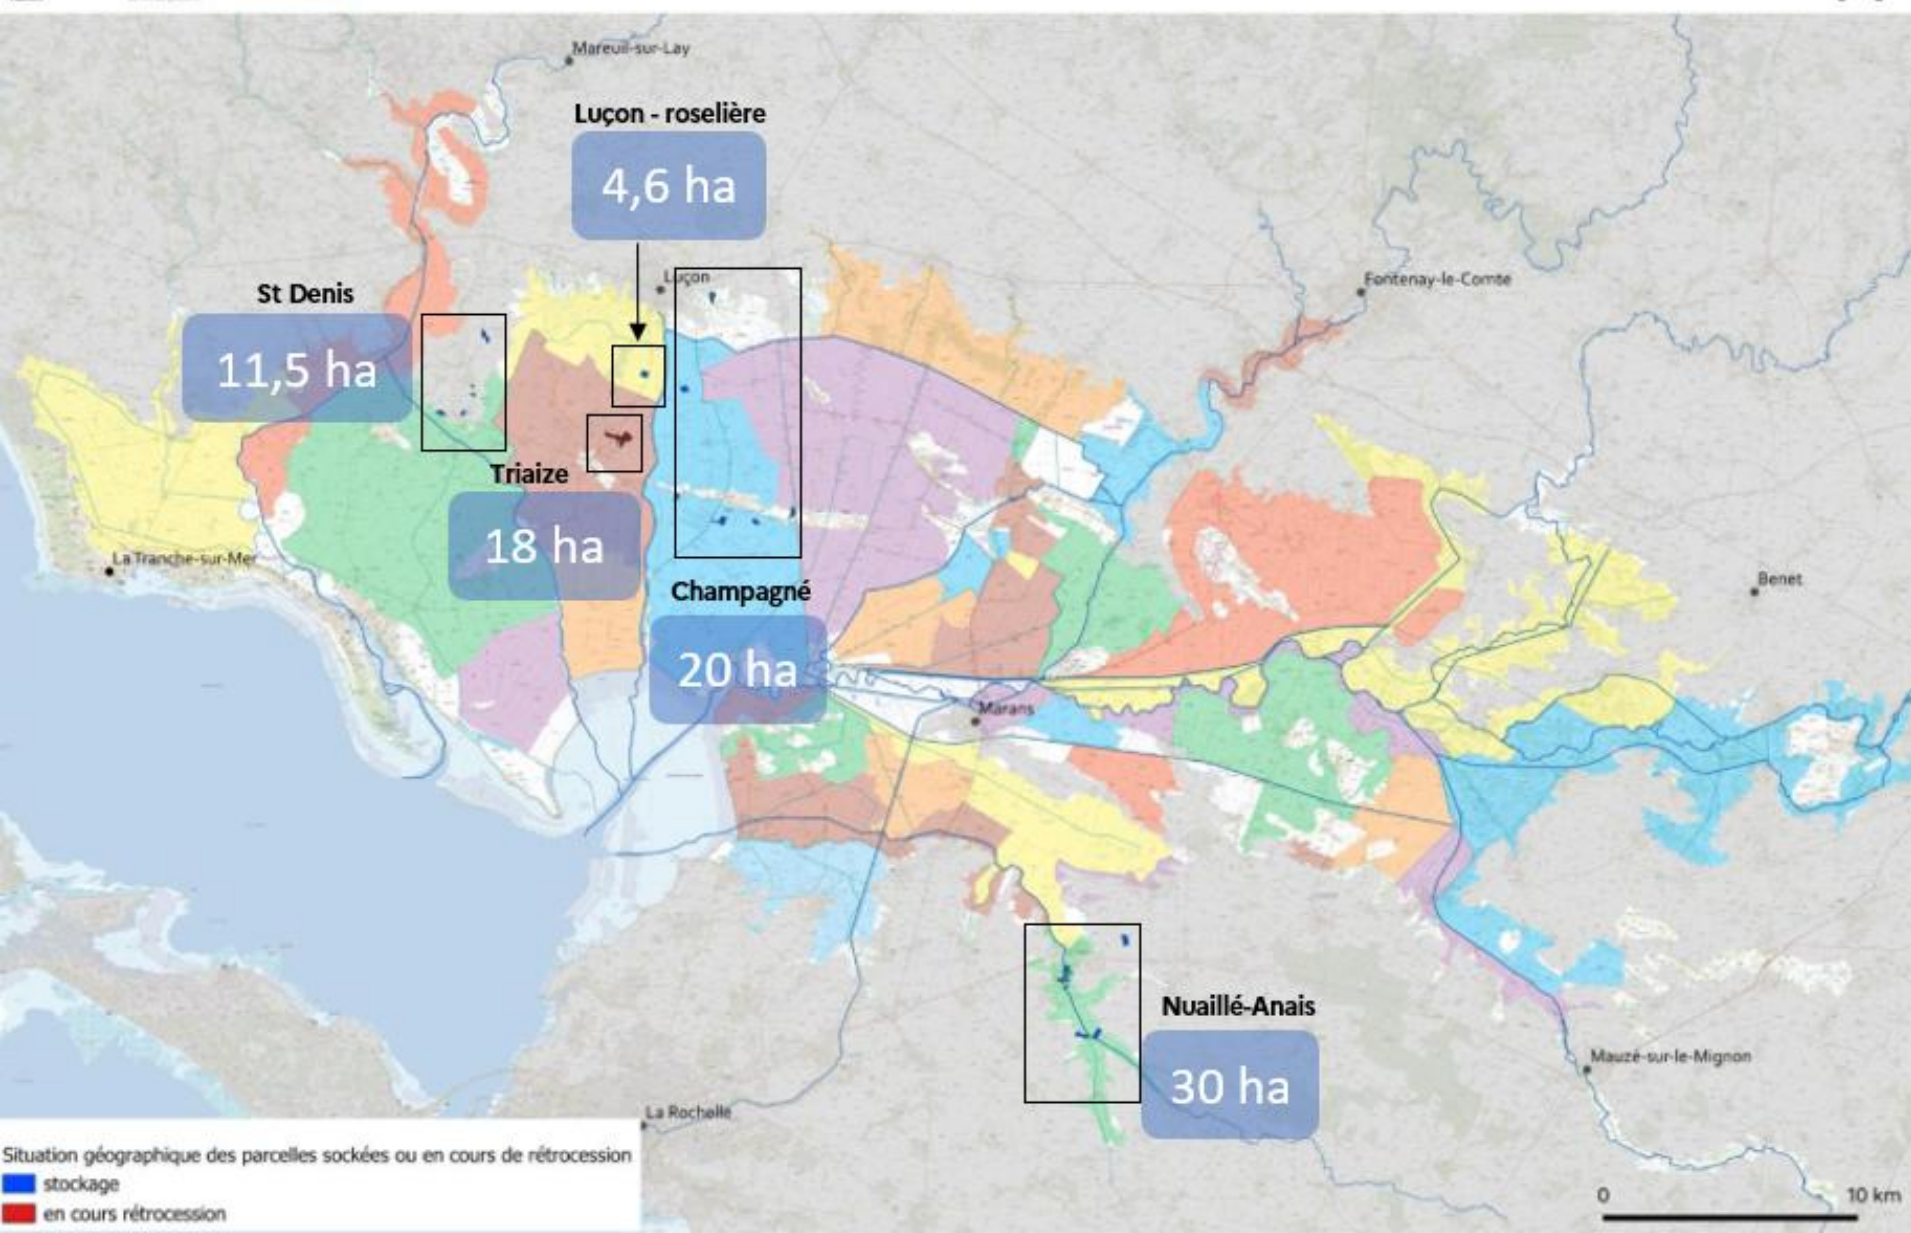 Mareuil-sur-Lay
Luçon - roselière
4,6 ha
Luçon
Fontenay-le-Comte
St Denis
11,5 ha
Triaize
18 ha
La Tranche-sur-Mer
Benet
Champagné
20 ha
Marans
Nuaillé-Anais
30 ha
Mauzé-sur-le-Mignon
La Rochelle
Situation géographique des parcelles sockées ou en cours de rétrocession
stockage
en cours rétrocession
0
10 km